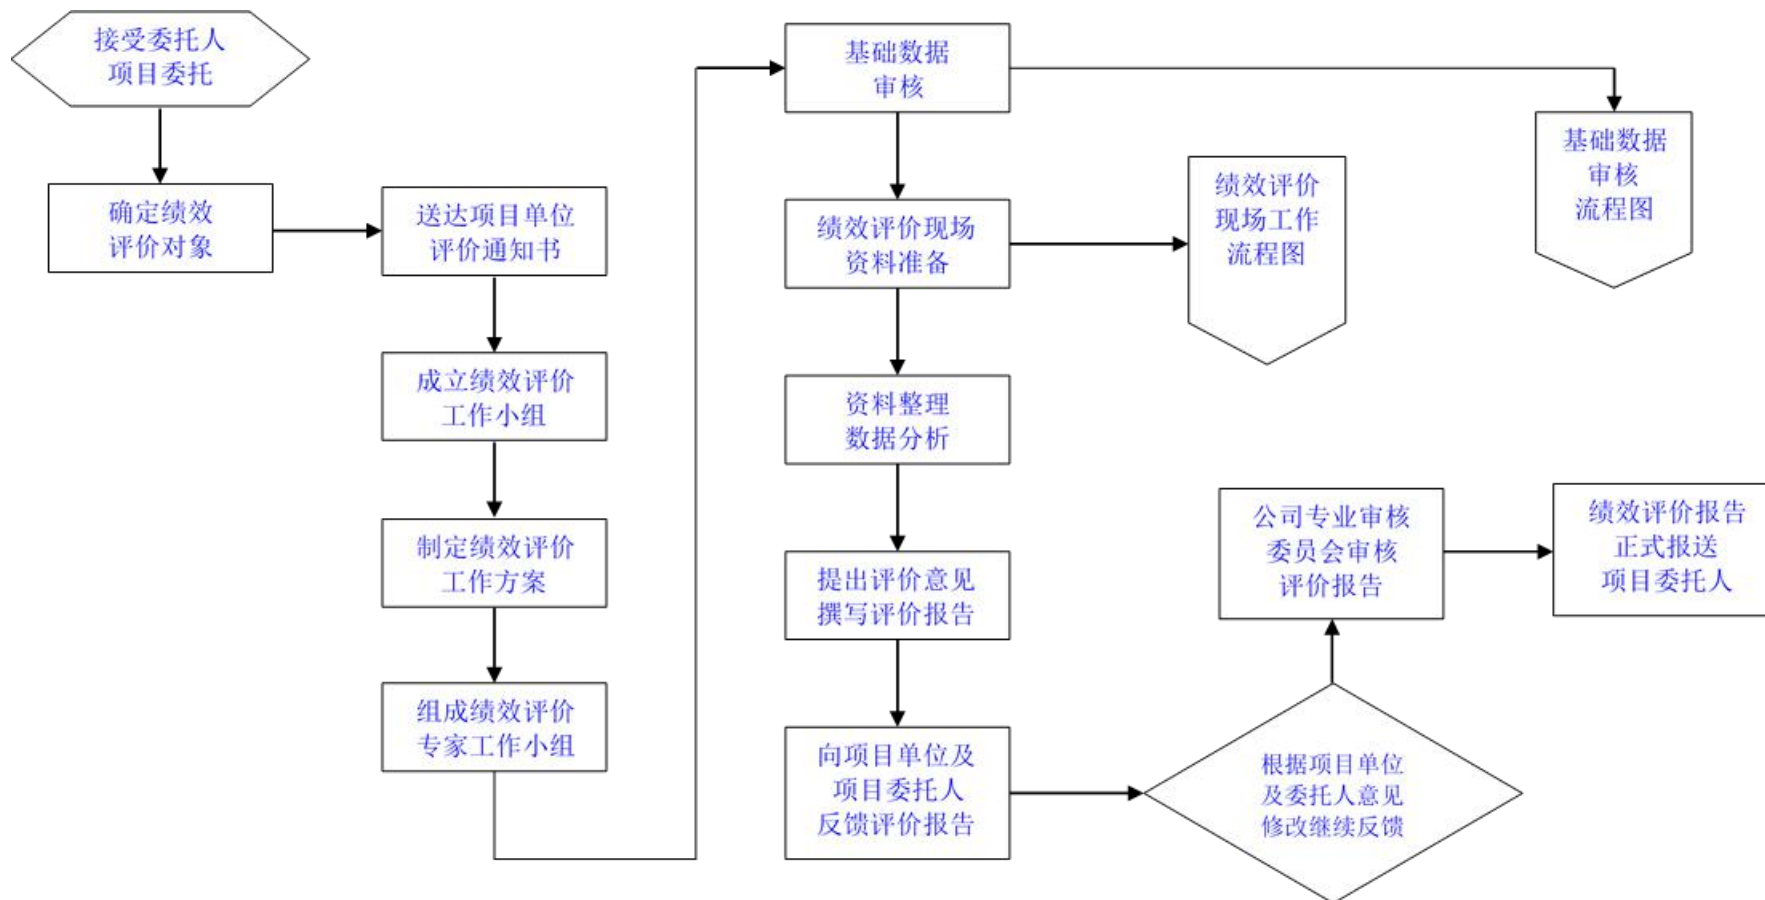 接受委托人
项目委托
确定绩效
评价对象
送达项目单位
评价通知书
成立绩效评价
工作小组
制定绩效评价
工作方案
组成绩效评价
专家工作小组
基础数据
审核
基础数据
审核
流程图
绩效评价现场
资料准备
绩效评价
现场工作
流程图
资料整理
数据分析
提出评价意见
撰写评价报告
向项目单位及
项目委托人
反馈评价报告
根据项目单位
及委托人意见
修改继续反馈
公司专业审核
委员会审核
评价报告
绩效评价报告
正式报送
项目委托人